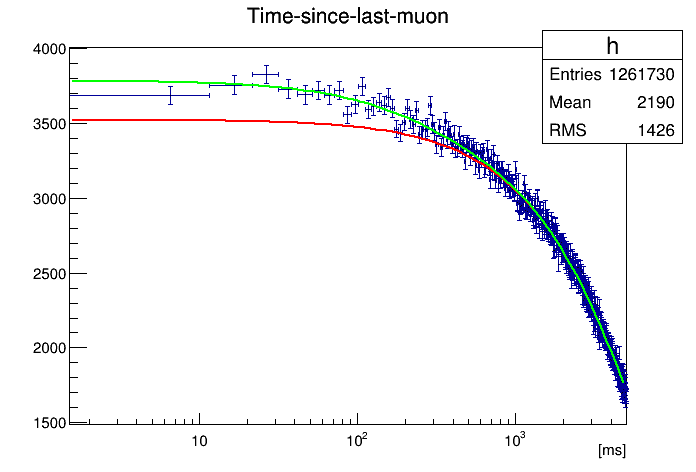 Time-since-last-muon
h
Entries 1261730
Mean 2190
RMS 1426
4000
3500
3000
2500
2000
1500
10 10² 10³
[ms]